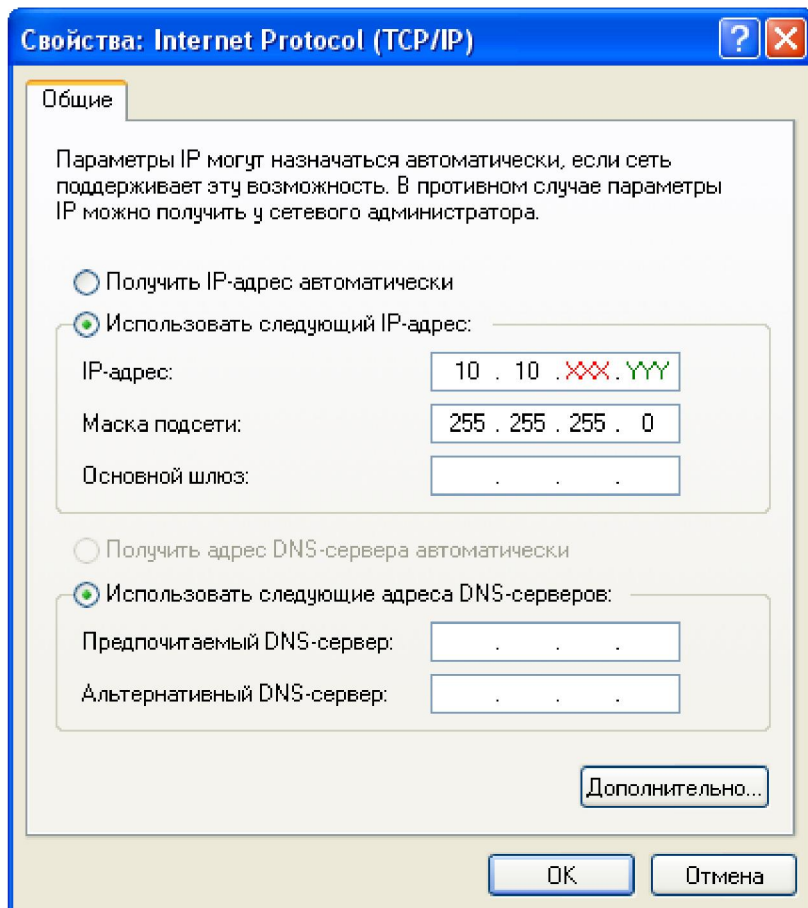 Свойства: Internet Protocol (TCP/IP)
Общие
Параметры IP могут назначаться автоматически, если сеть
поддерживает эту возможность. В противном случае параметры
IP можно получить у сетевого администратора.
Получить IP-адрес автоматически
Использовать следующий IP-адрес:
IP-адрес: 10 . 10 . XXX . YYY
Маска подсети: 255 . 255 . 255 . 0
Основной шлюз: . . .
Получить адрес DNS-сервера автоматически
Использовать следующие адреса DNS-серверов:
Предпочитаемый DNS-сервер: . . .
Альтернативный DNS-сервер: . . .
Дополнительно...
OK Отмена